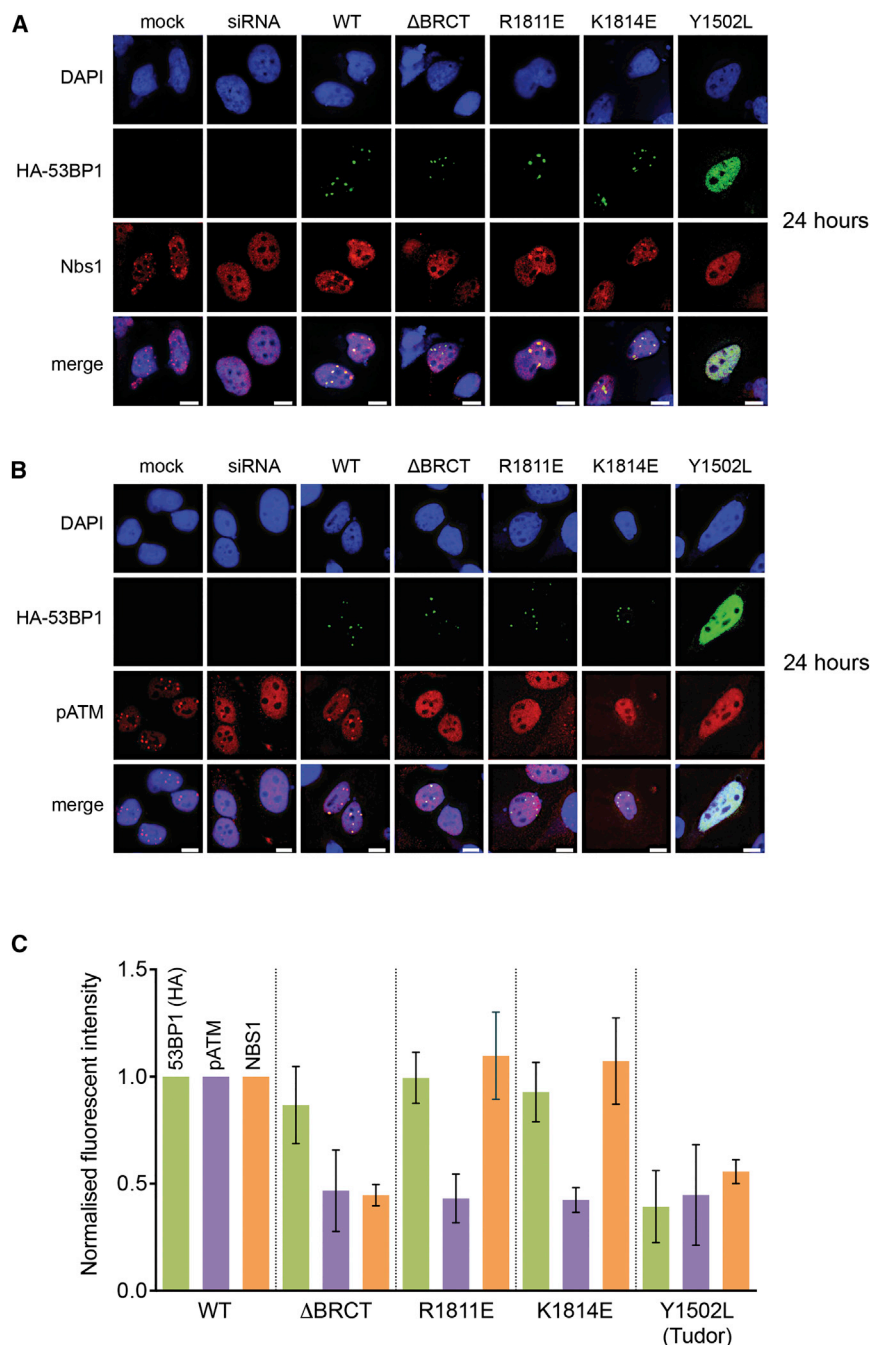 A
mock siRNA WT ΔBRCT R1811E K1814E Y1502L
DAPI
HA-53BP1
24 hours
Nbs1
merge
B
mock siRNA WT ΔBRCT R1811E K1814E Y1502L
DAPI
HA-53BP1
24 hours
pATM
merge
C
Normalised fluorescent intensity
1.5
1.0
0.5
0.0
53BP1 (HA)
pATM
NBS1
WT ΔBRCT R1811E K1814E Y1502L
(Tudor)